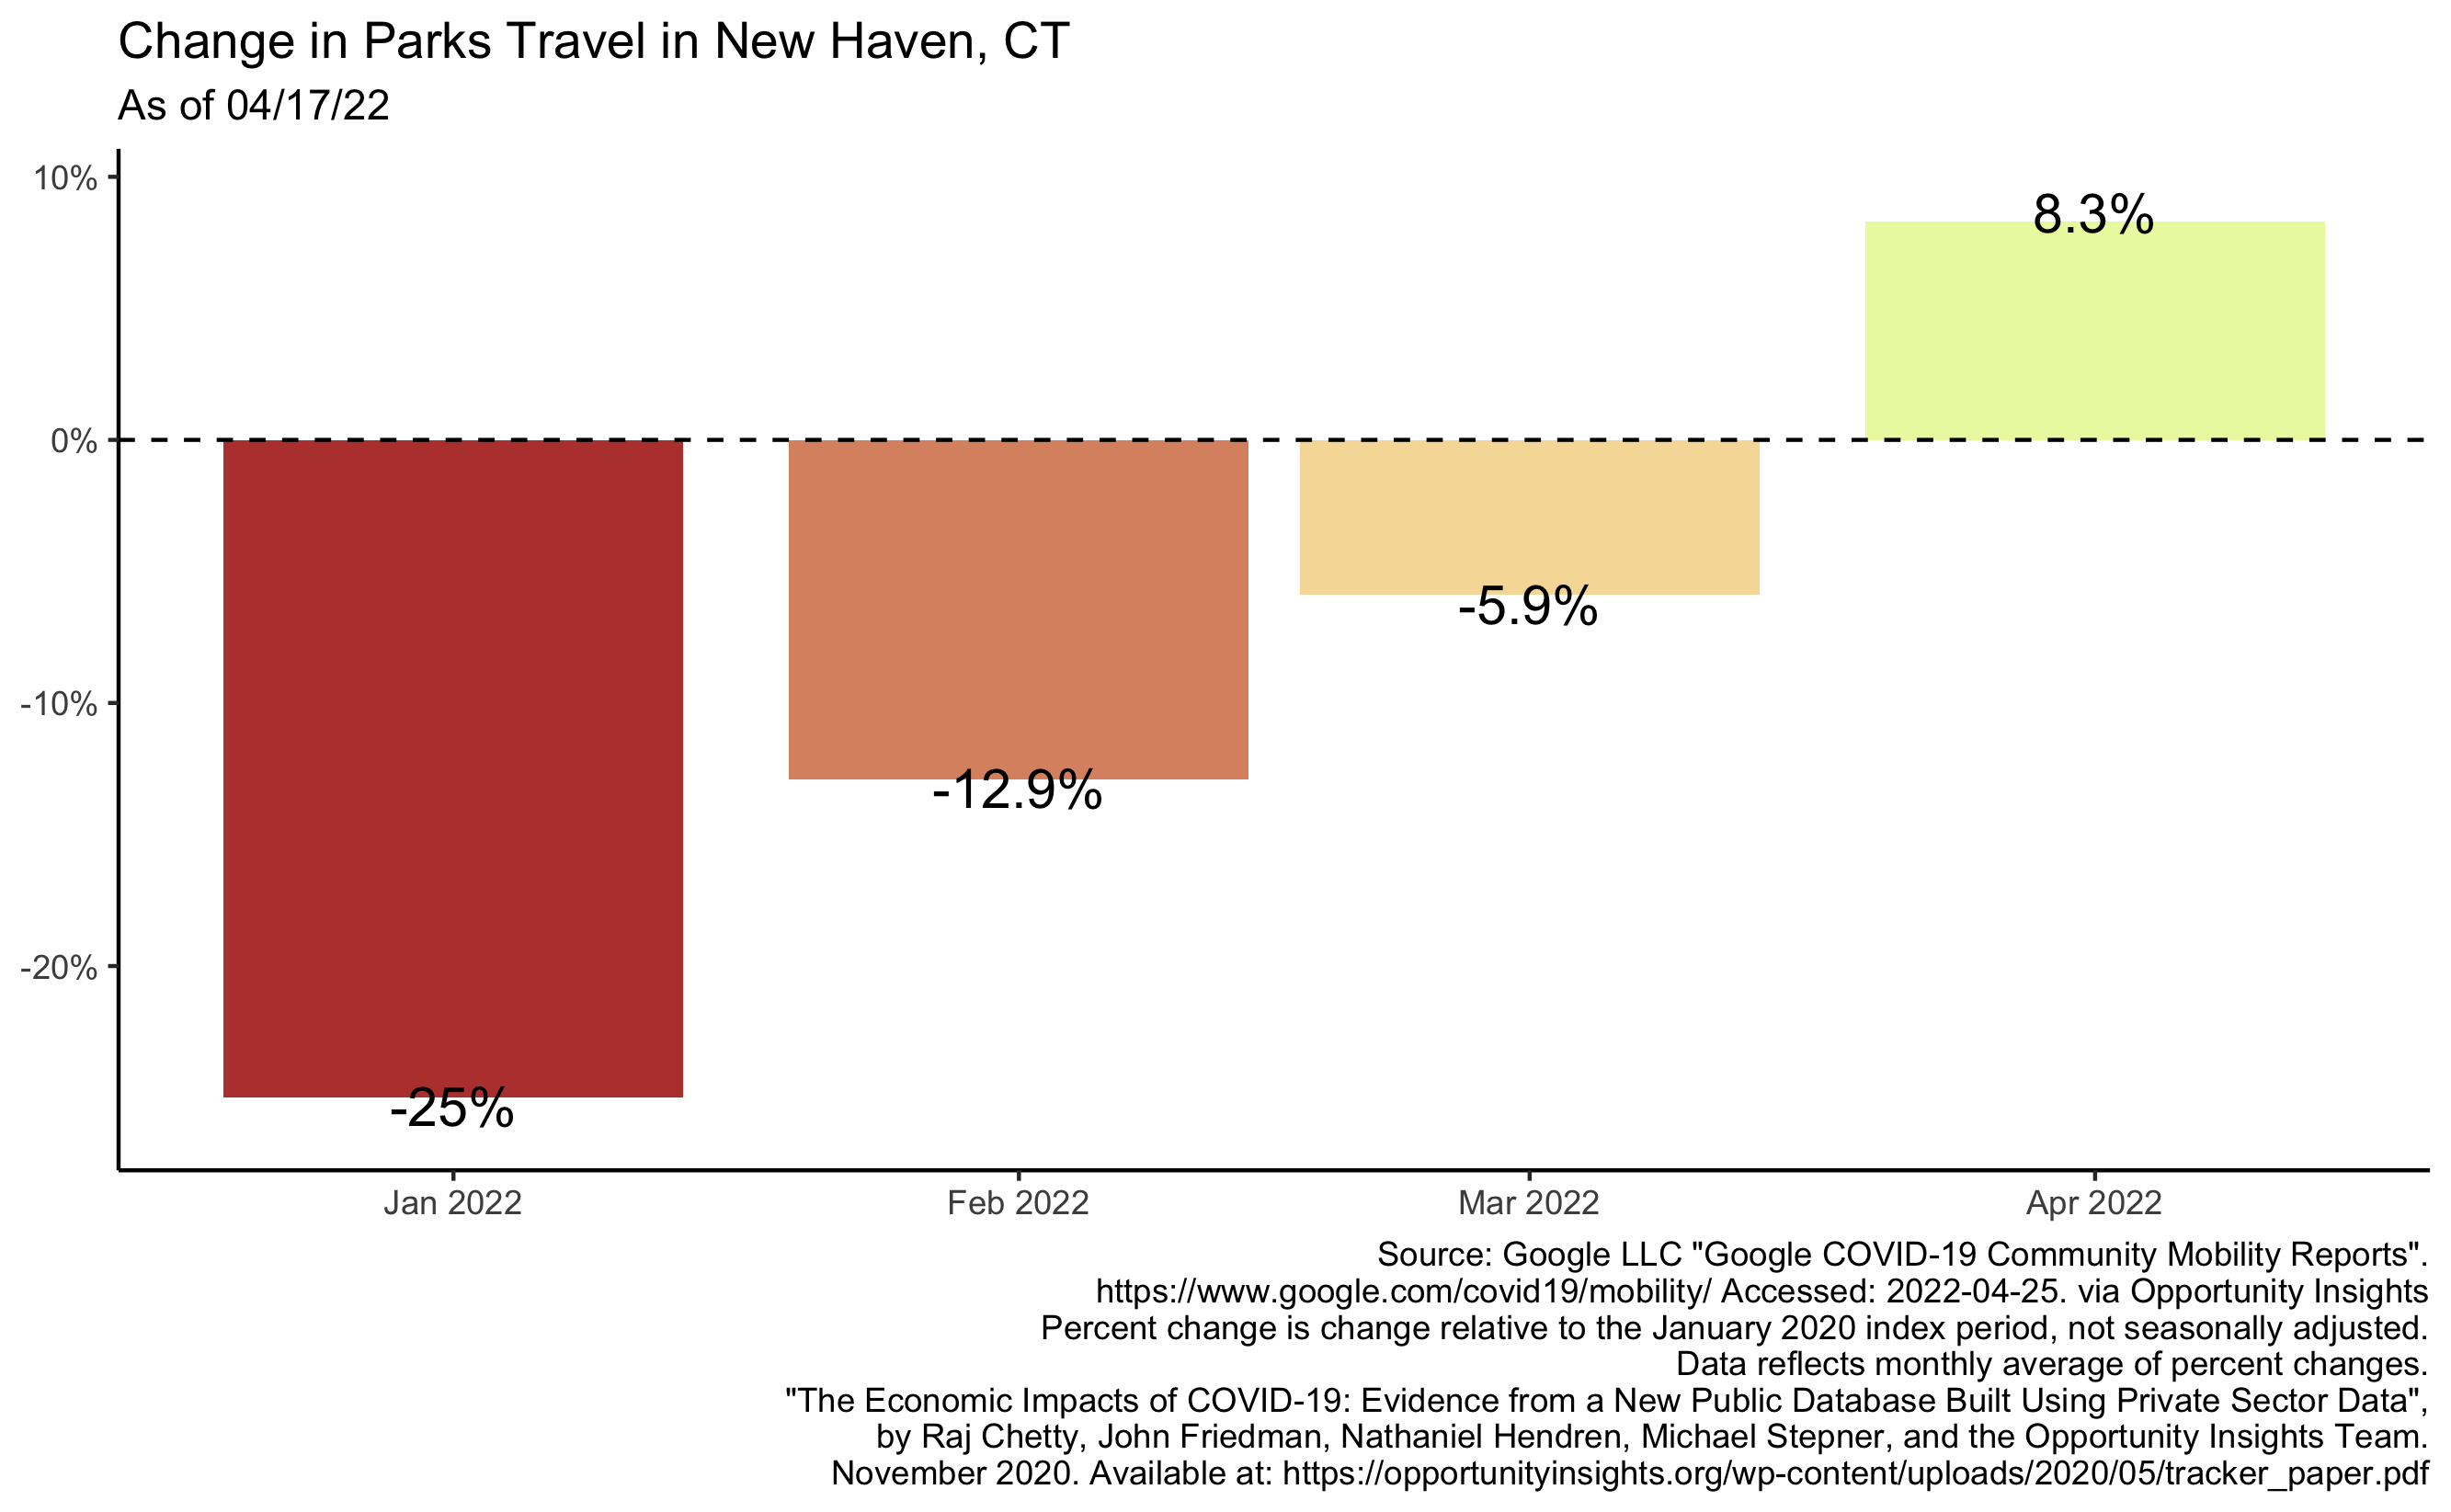 Change in Parks Travel in New Haven, CT
As of 04/17/22
10%
0%
-10%
-20%
8.3%
-5.9%
-12.9%
-25%
Jan 2022
Feb 2022
Mar 2022
Apr 2022
Source: Google LLC "Google COVID-19 Community Mobility Reports".
https://www.google.com/covid19/mobility/ Accessed: 2022-04-25. via Opportunity Insights
Percent change is change relative to the January 2020 index period, not seasonally adjusted.
Data reflects monthly average of percent changes.
"The Economic Impacts of COVID-19: Evidence from a New Public Database Built Using Private Sector Data",
by Raj Chetty, John Friedman, Nathaniel Hendren, Michael Stepner, and the Opportunity Insights Team.
November 2020. Available at: https://opportunityinsights.org/wp-content/uploads/2020/05/tracker_paper.pdf